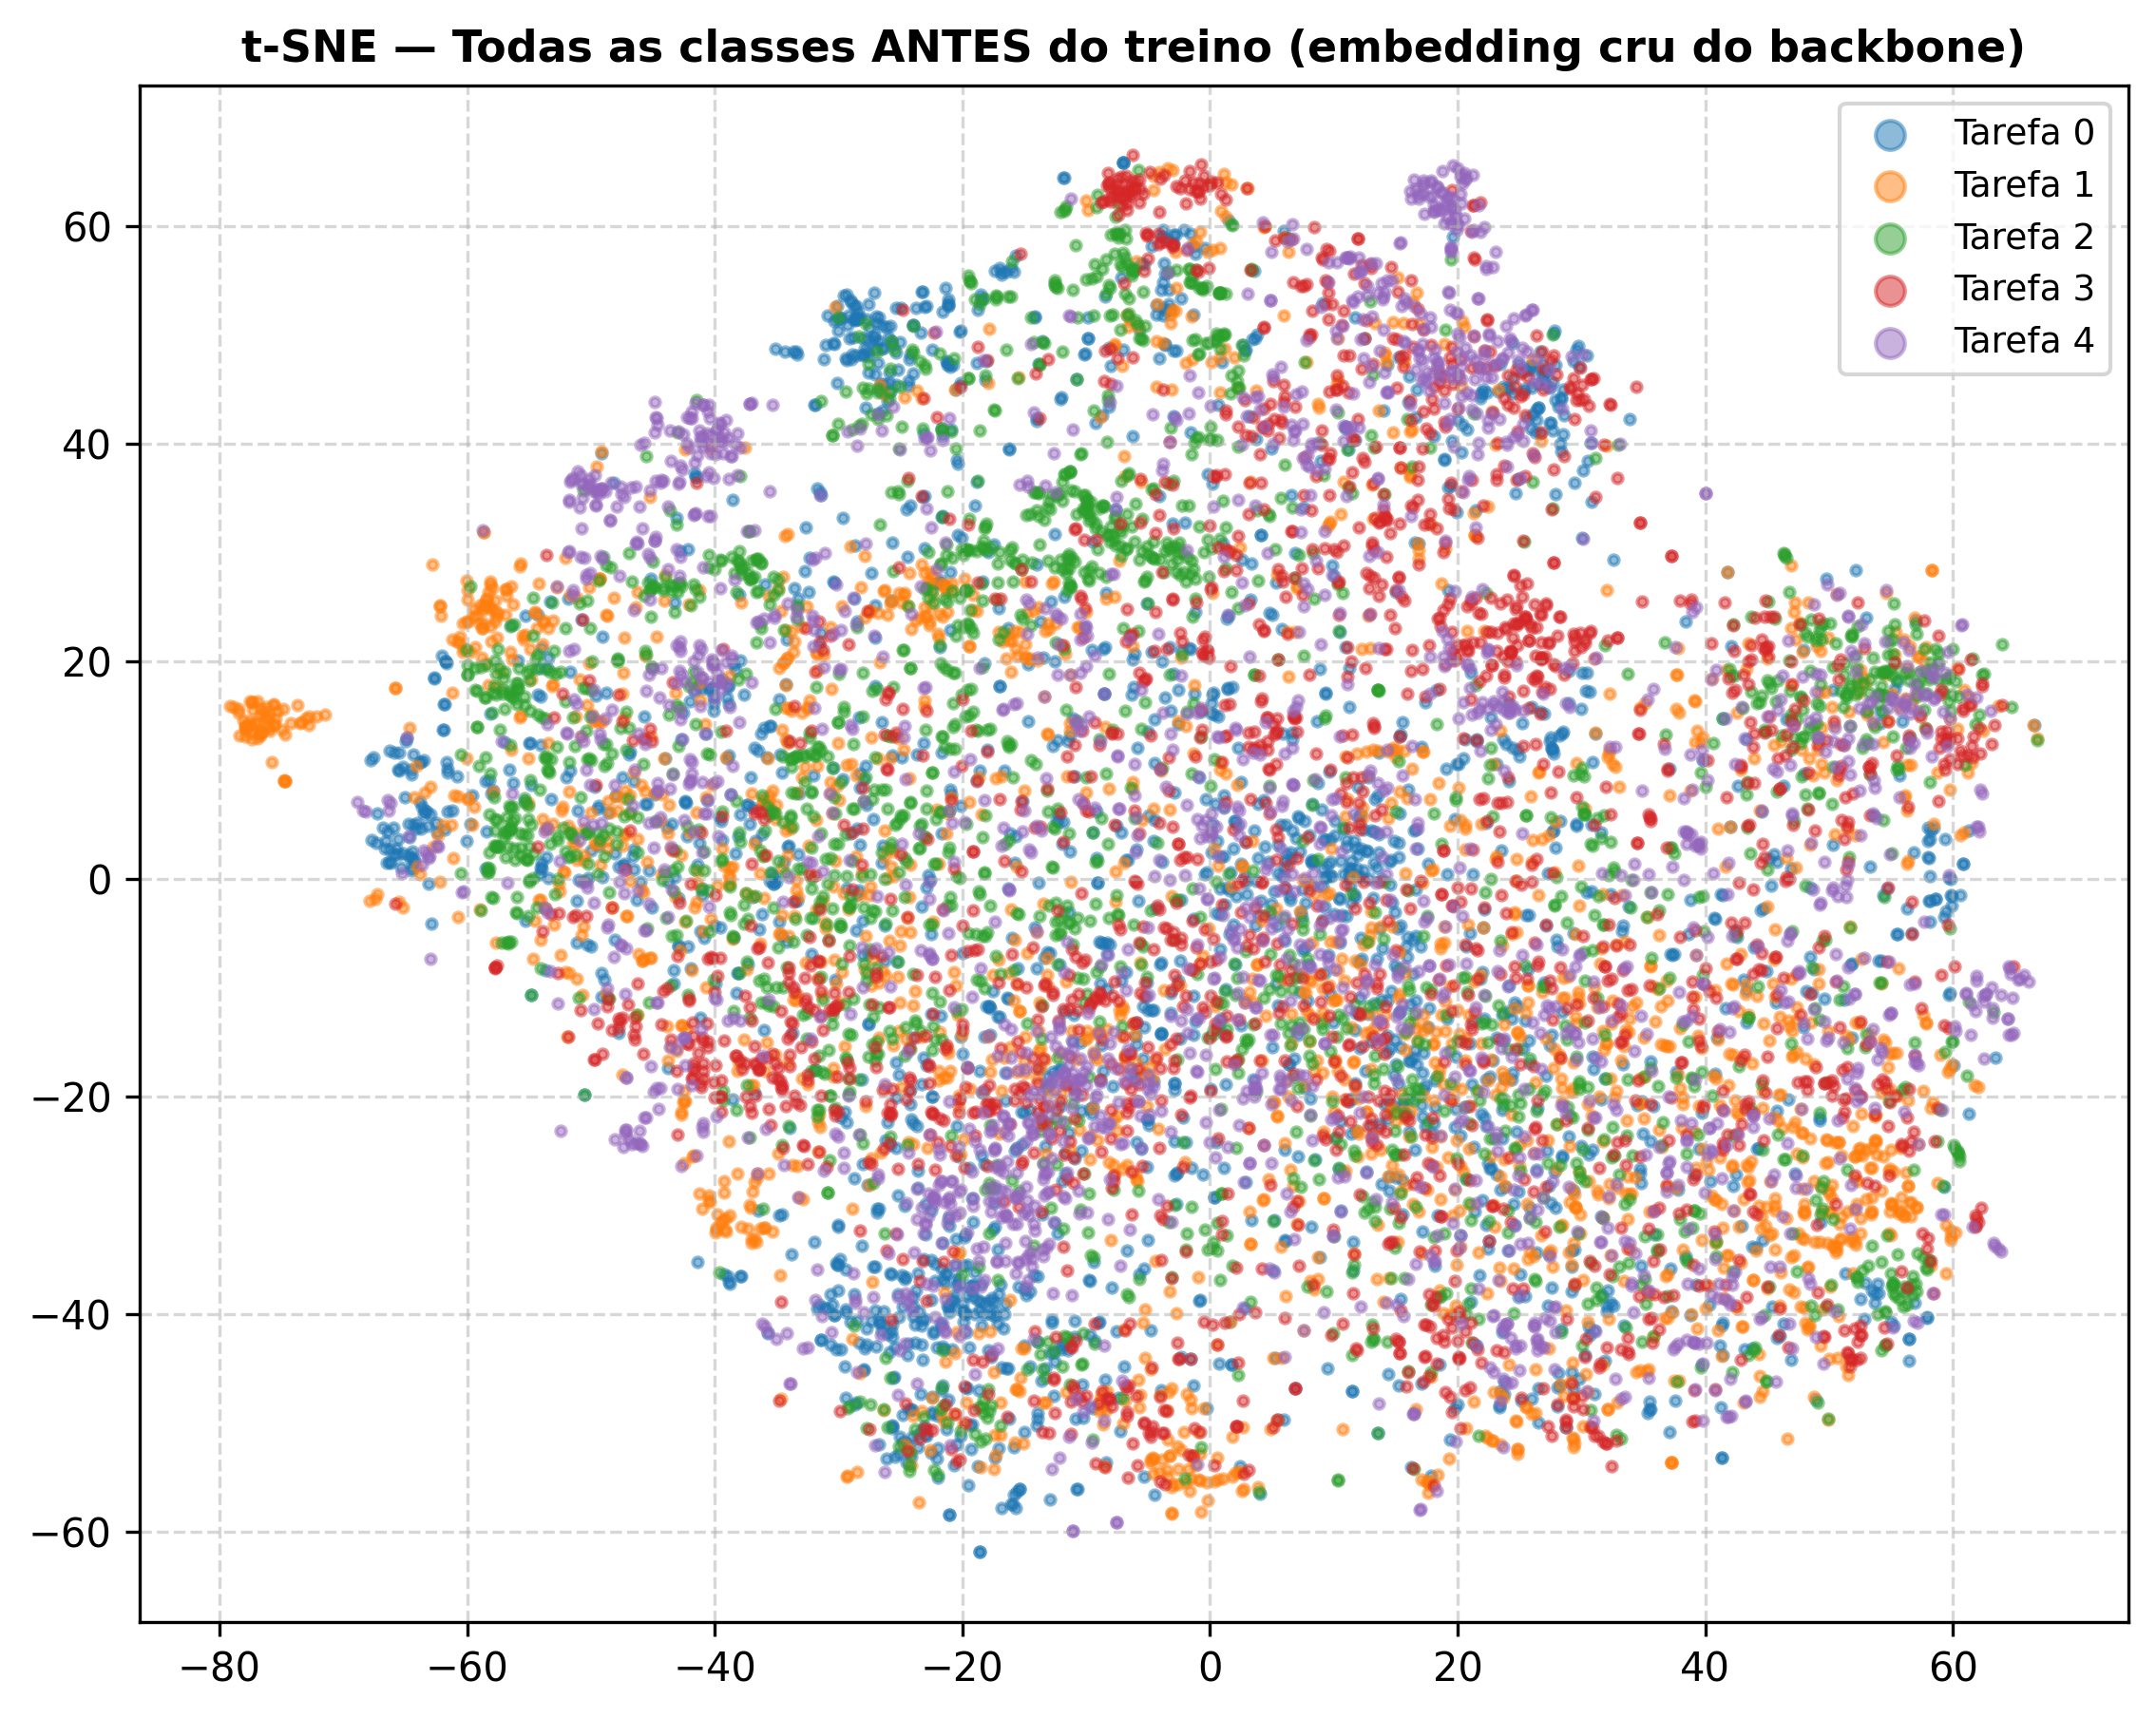 t-SNE — Todas as classes ANTES do treino (embedding cru do backbone)
Tarefa 0
Tarefa 1
Tarefa 2
Tarefa 3
Tarefa 4
60
40
20
0
−20
−40
−60
−80 −60 −40 −20 0 20 40 60